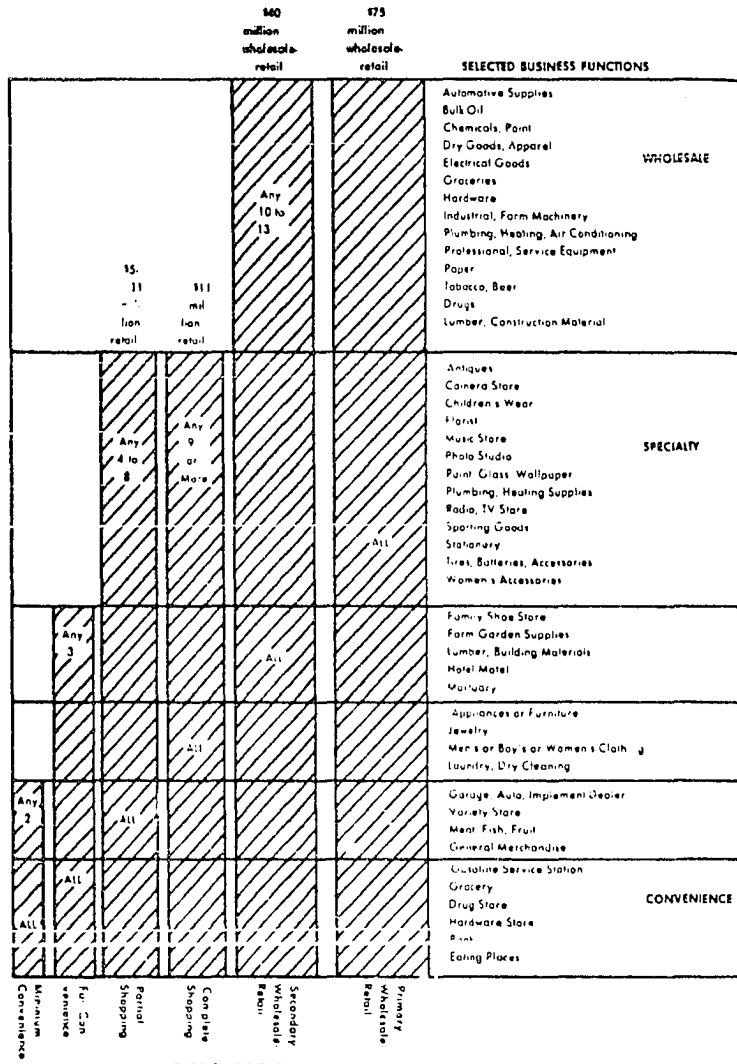 $40
million
wholesale-
retail
$75
million
wholesale-
retail
SELECTED BUSINESS FUNCTIONS
Automotive Supplies
Bulk Oil
Chemicals, Paint
Dry Goods, Apparel
Electrical Goods
Groceries
Hardware
Industrial, Farm Machinery
Plumbing, Heating, Air Conditioning
Professional, Service Equipment
Paper
Tobacco, Beer
Drugs
Lumber, Construction Material
WHOLESALE
Any
10 to
13
$5-
11
lion
retail
$11
mil
lion
retail
Antiques
Camera Store
Children's Wear
Florist
Music Store
Photo Studio
Paint, Glass, Wallpaper
Plumbing, Heating Supplies
Radio, TV Store
Sporting Goods
Stationery
Tires, Batteries, Accessories
Women's Accessories
SPECIALTY
Any
4 to
8
Any
9
or
More
ALL
Family Shoe Store
Farm Garden Supplies
Lumber, Building Materials
Hotel Motel
Mortuary
Any
3
ALL
Appliances or Furniture
Jewelry
Men's or Boy's or Women's Clothing
Laundry, Dry Cleaning
ALL
Garage, Auto, Implement Dealer
Variety Store
Meat, Fish, Fruit
General Merchandise
Any
2
ALL
Gasoline Service Station
Grocery
Drug Store
Hardware Store
Bank
Eating Places
CONVENIENCE
ALL
ALL
Minimum
Convenience
Full Con
venience
Partial
Shopping
Complete
Shopping
Secondary
Wholesale-
Retail
Primary
Wholesale-
Retail